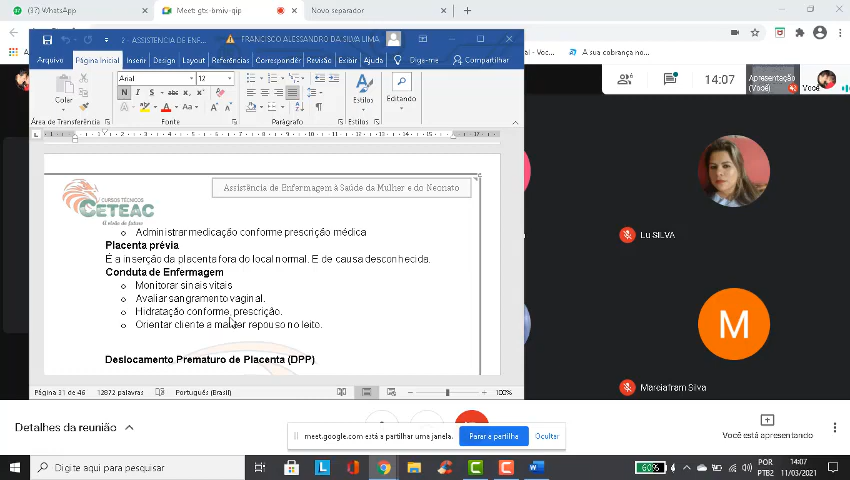 (37) WhatsApp
Meet: gtx-bmiv-qip
Novo separador
2 - ASSISTENCIA DE ENF...
FRANCISCO ALESSANDRO DA SILVA LIMA
Arquivo
Página Inicial
Inserir
Design
Layout
Referências
Correspondêr
Revisão
Exibir
Ajuda
Diga-me
Compartilhar
- Vocal...
A sua cobrança no...
Arial
12
Colar
N I S abc x₂ x²
Aa
Estilos
Editando
Área de Transferência
Fonte
Parágrafo
Estilos
14:07
Apresentação
(Você)
Você
CURSOS TÉCNICOS
CETEAC
O elo do futuro
Assistência de Enfermagem à Saúde da Mulher e do Neonato
o Administrar medicação conforme prescrição médica
Placenta prévia
É a inserção da placenta fora do local normal. E de causa desconhecida.
Conduta de Enfermagem
o Monitorar sinais vitais
o Avaliar sangramento vaginal.
o Hidratação conforme prescrição.
o Orientar cliente a manter repouso no leito.
Deslocamento Prematuro de Placenta (DPP)
Página 31 de 46
12872 palavras
Português (Brasil)
100%
Lu SILVA
M
Marciafram Silva
Detalhes da reunião
meet.google.com está a partilhar uma janela.
Parar a partilha
Ocultar
Você está apresentando
Digite aqui para pesquisar
60%
POR
PTB2
14:07
11/03/2021